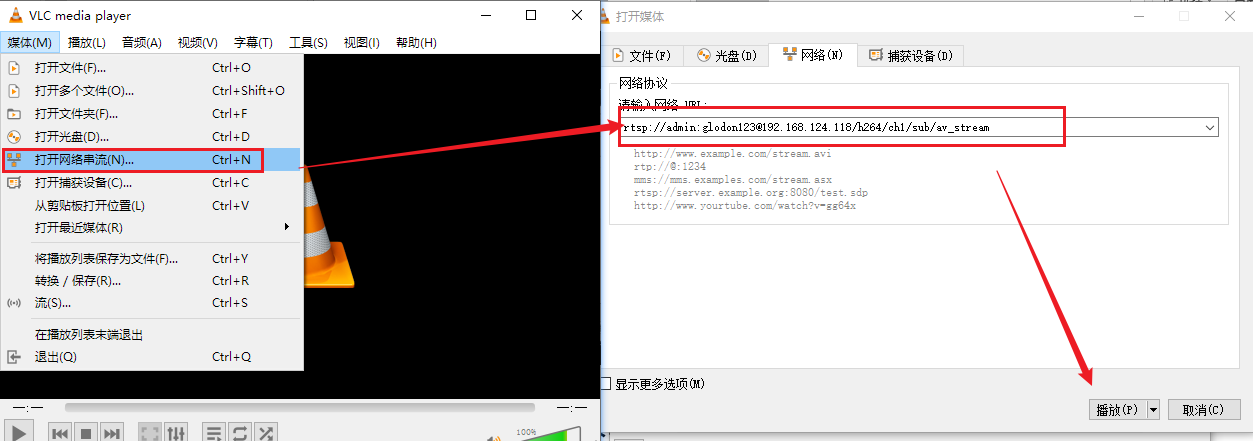 VLC media player
媒体(M) 播放(L) 音频(A) 视频(V) 字幕(T) 工具(S) 视图(I) 帮助(H)
打开文件(F)... Ctrl+O
打开多个文件(O)... Ctrl+Shift+O
打开文件夹(F)... Ctrl+F
打开光盘(D)... Ctrl+D
打开网络串流(N)... Ctrl+N
打开捕获设备(C)... Ctrl+C
从剪贴板打开位置(L) Ctrl+V
打开最近媒体(R)
将播放列表保存为文件(F)... Ctrl+Y
转换 / 保存(R)... Ctrl+R
流(S)... Ctrl+S
在播放列表末端退出
退出(Q) Ctrl+Q
--:-- --:--
100%
打开媒体
文件(F) 光盘(D) 网络(N) 捕获设备(D)
网络协议
请输入网络 URL:
rtsp://admin:glodon123@192.168.124.118/h264/ch1/sub/av_stream
http://www.example.com/stream.avi
rtp://@:1234
mms://mms.examples.com/stream.asx
rtsp://server.example.org:8080/test.sdp
http://www.yourtube.com/watch?v=gg64x
显示更多选项(M)
播放(P) 取消(C)